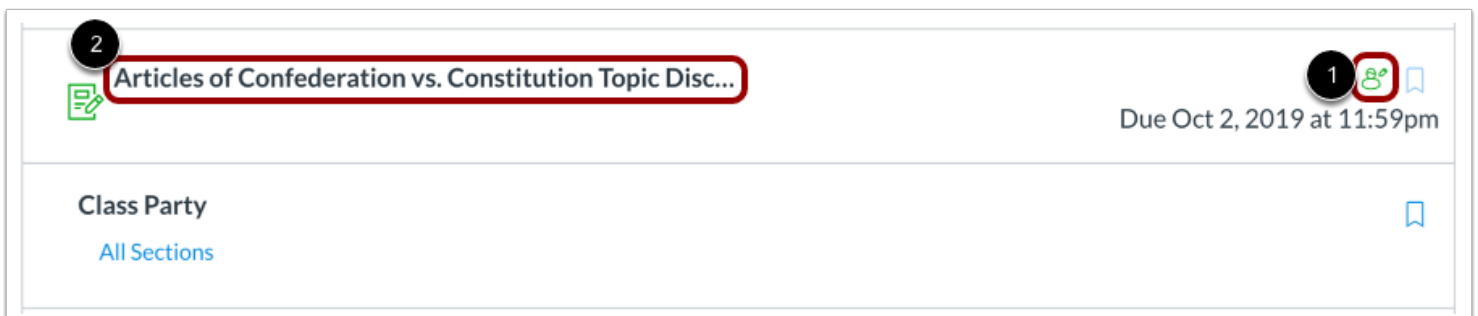 2
Articles of Confederation vs. Constitution Topic Disc...
1
Due Oct 2, 2019 at 11:59pm
Class Party
All Sections